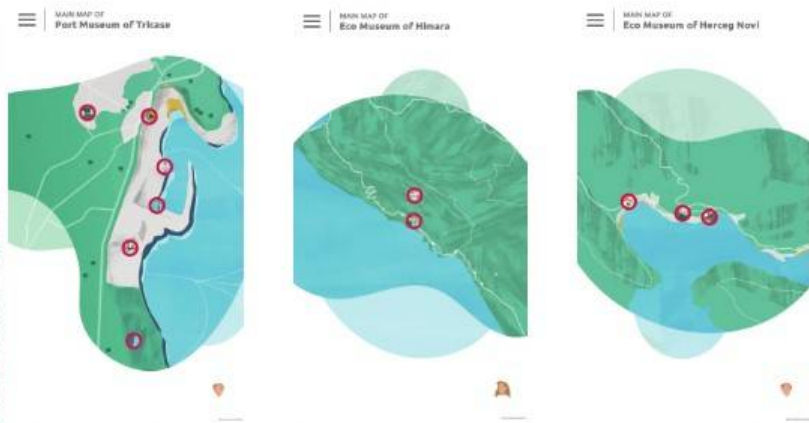 MAIN MAP OF
Port Museum of Tricase
MAIN MAP OF
Eco Museum of Himara
MAIN MAP OF
Eco Museum of Herceg Novi